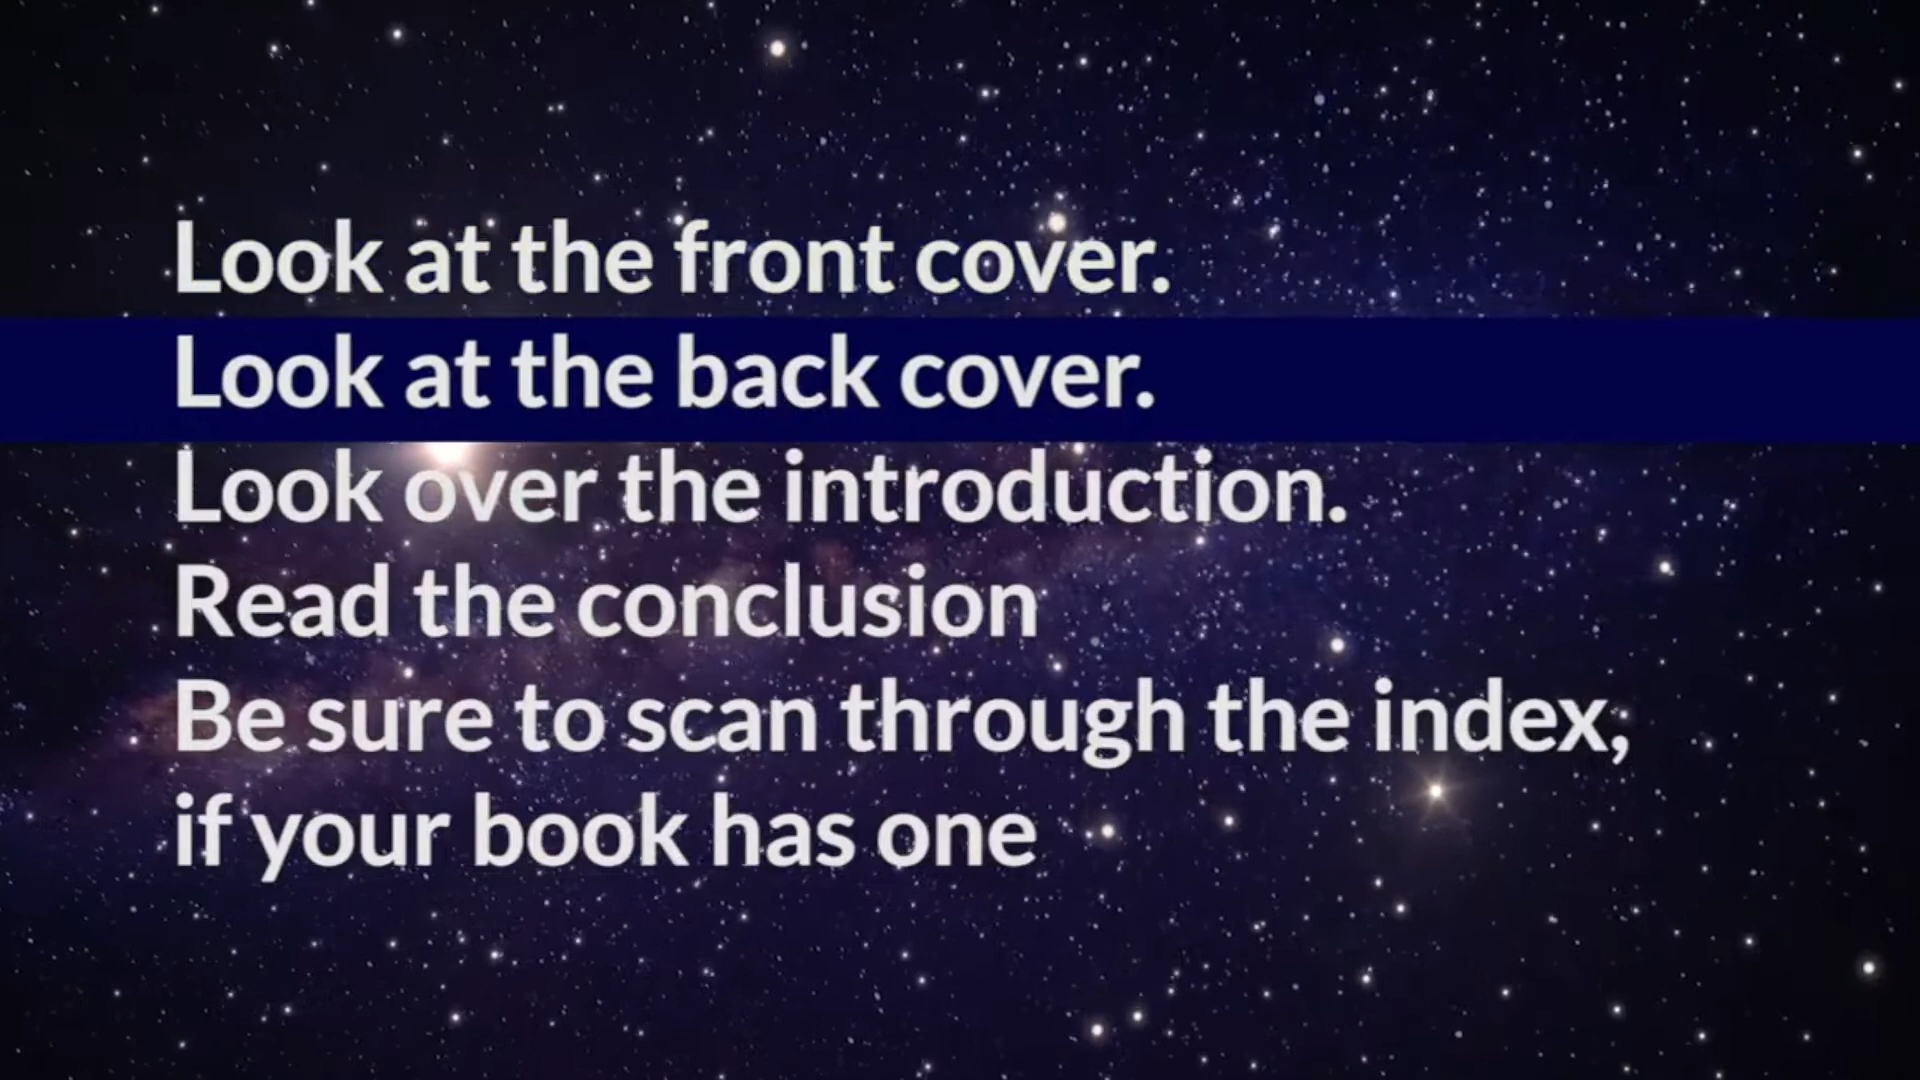 Look at the front cover.
Look at the back cover.
Look over the introduction.
Read the conclusion
Be sure to scan through the index,
if your book has one